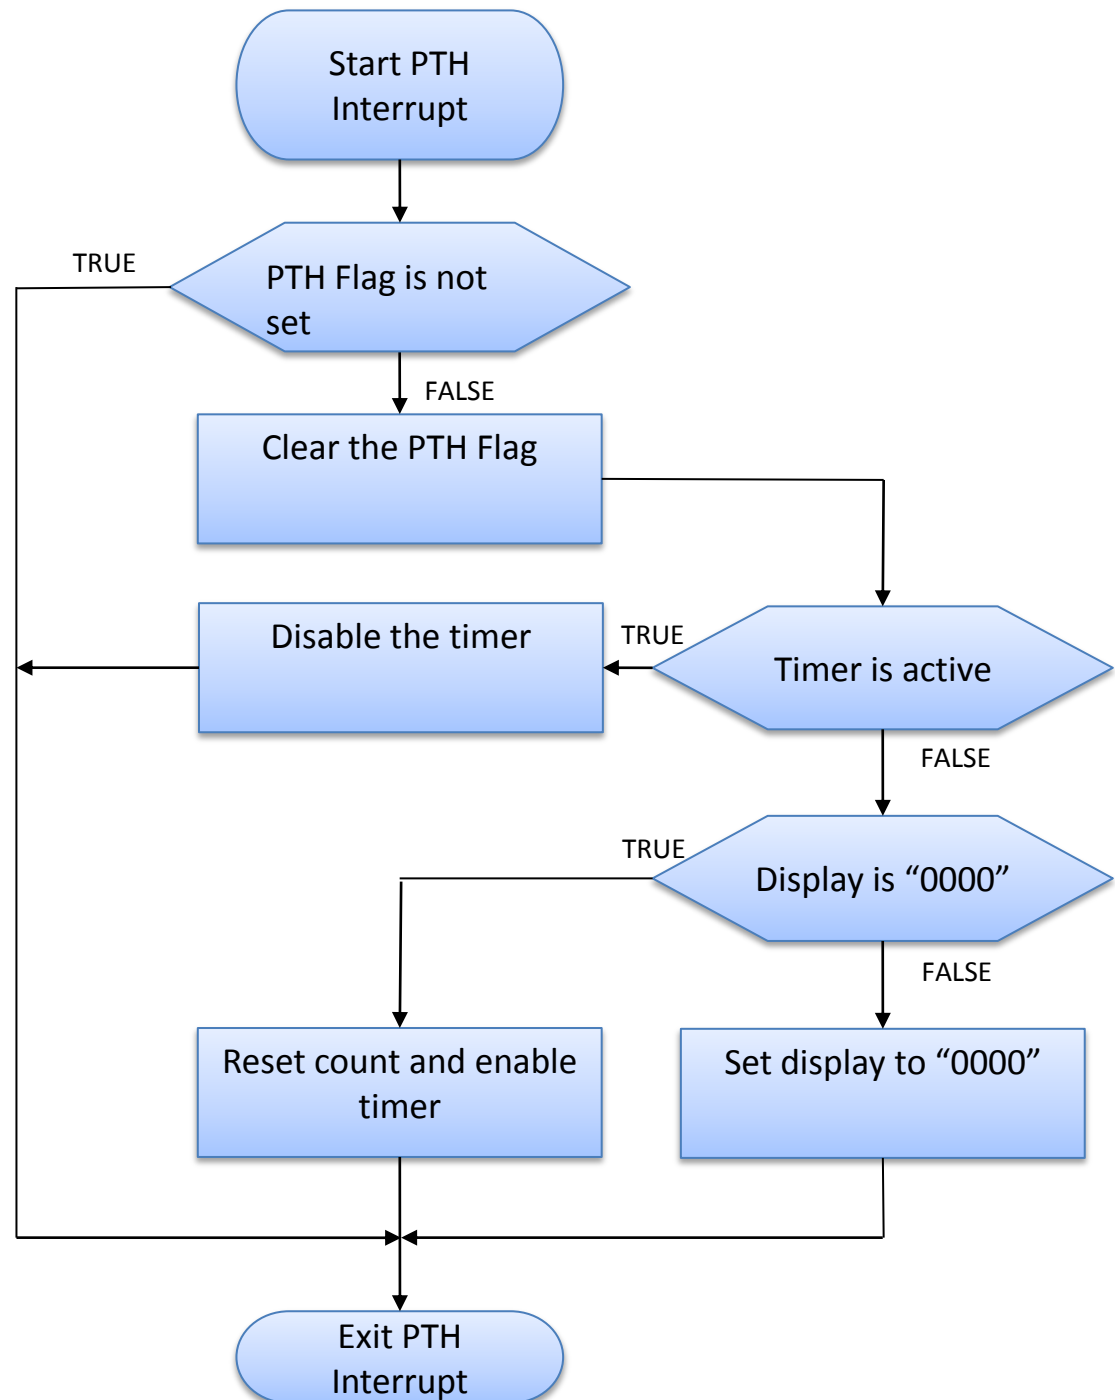 Start PTH
Interrupt
TRUE
PTH Flag is not
set
FALSE
Clear the PTH Flag
Disable the timer
TRUE
Timer is active
FALSE
TRUE
Display is “0000”
FALSE
Reset count and enable
timer
Set display to “0000”
Exit PTH
Interrupt